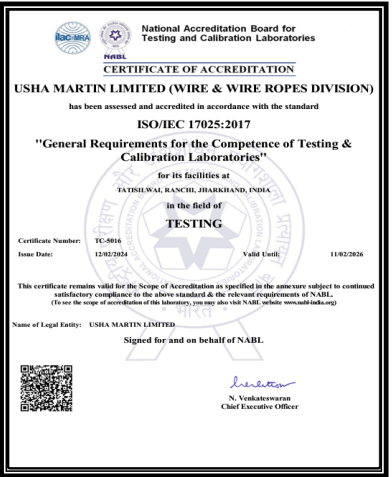 ilac-MRA
NABL
National Accreditation Board for
Testing and Calibration Laboratories
CERTIFICATE OF ACCREDITATION
USHA MARTIN LIMITED (WIRE & WIRE ROPES DIVISION)
has been assessed and accredited in accordance with the standard
ISO/IEC 17025:2017
"General Requirements for the Competence of Testing &
Calibration Laboratories"
for its facilities at
TATISILWAI, RANCHI, JHARKHAND, INDIA
in the field of
TESTING
Certificate Number: TC-5016
Issue Date: 12/02/2024 Valid Until: 11/02/2026
This certificate remains valid for the Scope of Accreditation as specified in the annexure subject to continued
satisfactory compliance to the above standard & the relevant requirements of NABL.
(To see the scope of accreditation of this laboratory, you may also visit NABL website www.nabl-india.org)
Name of Legal Entity: USHA MARTIN LIMITED
Signed for and on behalf of NABL
N. Venkateswaran
Chief Executive Officer